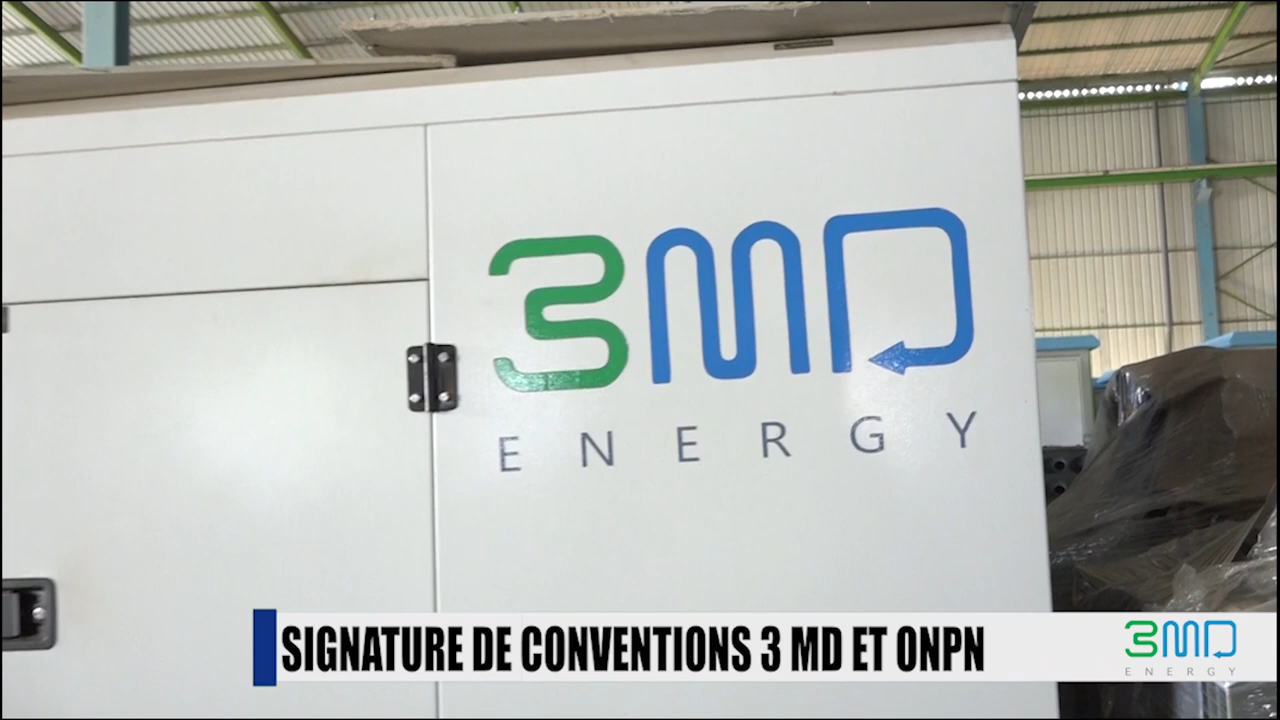 3MD
ENERGY
SIGNATURE DE CONVENTIONS 3 MD ET ONPN
3MD
ENERGY